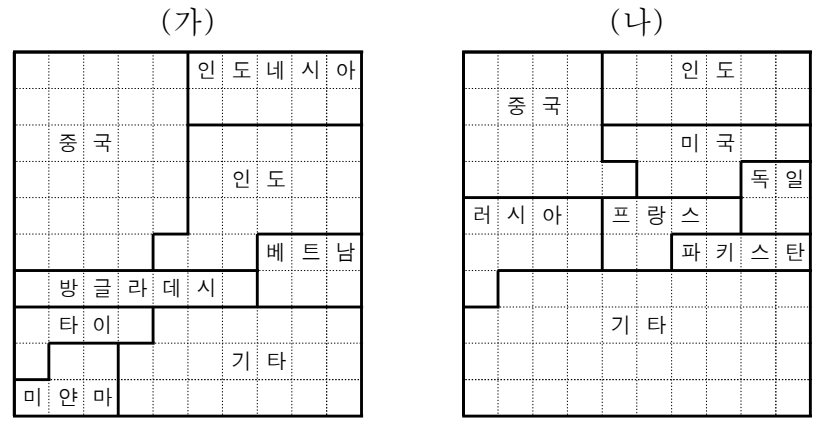 (가)
인도네시아
중국
인도
베트남
방글라데시
타이
기타
미얀마
(나)
인도
중국
미국
독일
러시아
프랑스
파키스탄
기타